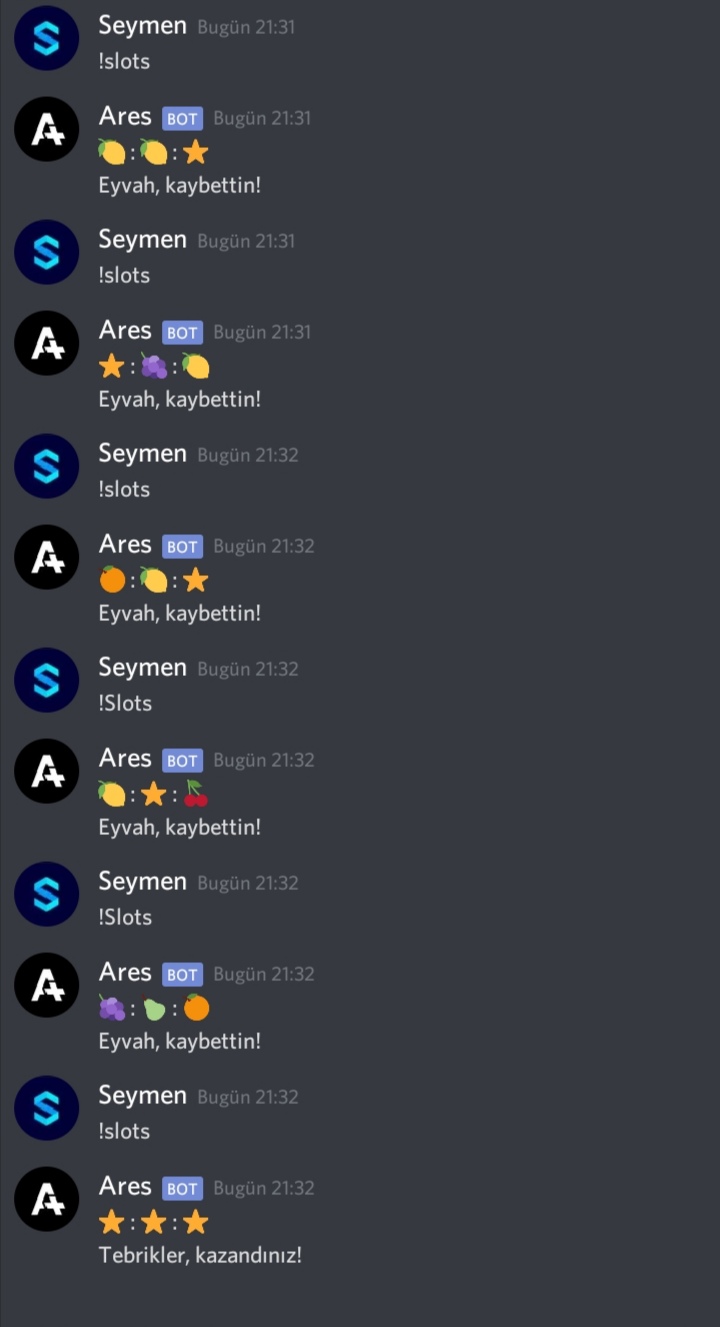 Seymen Bugün 21:31
!slots
Ares BOT Bugün 21:31
🍋:🍋:⭐
Eyvah, kaybettin!
Seymen Bugün 21:31
!slots
Ares BOT Bugün 21:31
⭐:🍇:🍋
Eyvah, kaybettin!
Seymen Bugün 21:32
!slots
Ares BOT Bugün 21:32
🍊:🍋:⭐
Eyvah, kaybettin!
Seymen Bugün 21:32
!Slots
Ares BOT Bugün 21:32
🍋:⭐:🍒
Eyvah, kaybettin!
Seymen Bugün 21:32
!Slots
Ares BOT Bugün 21:32
🍇:🍐:🍊
Eyvah, kaybettin!
Seymen Bugün 21:32
!slots
Ares BOT Bugün 21:32
⭐:⭐:⭐
Tebrikler, kazandınız!